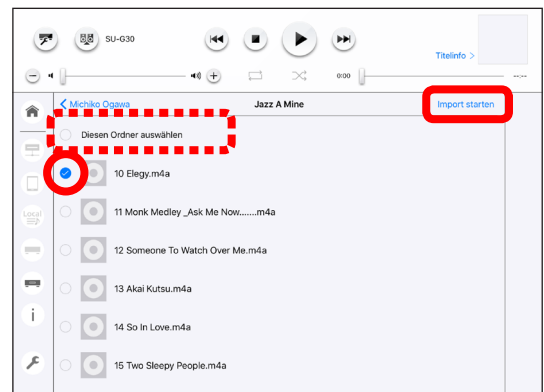 SU-G30
Titelinfo >
0:00
--:--
Michiko Ogawa
Jazz A Mine
Import starten
Diesen Ordner auswählen
10 Elegy.m4a
11 Monk Medley _Ask Me Now.......m4a
Lokal
12 Someone To Watch Over Me.m4a
13 Akai Kutsu.m4a
14 So In Love.m4a
15 Two Sleepy People.m4a